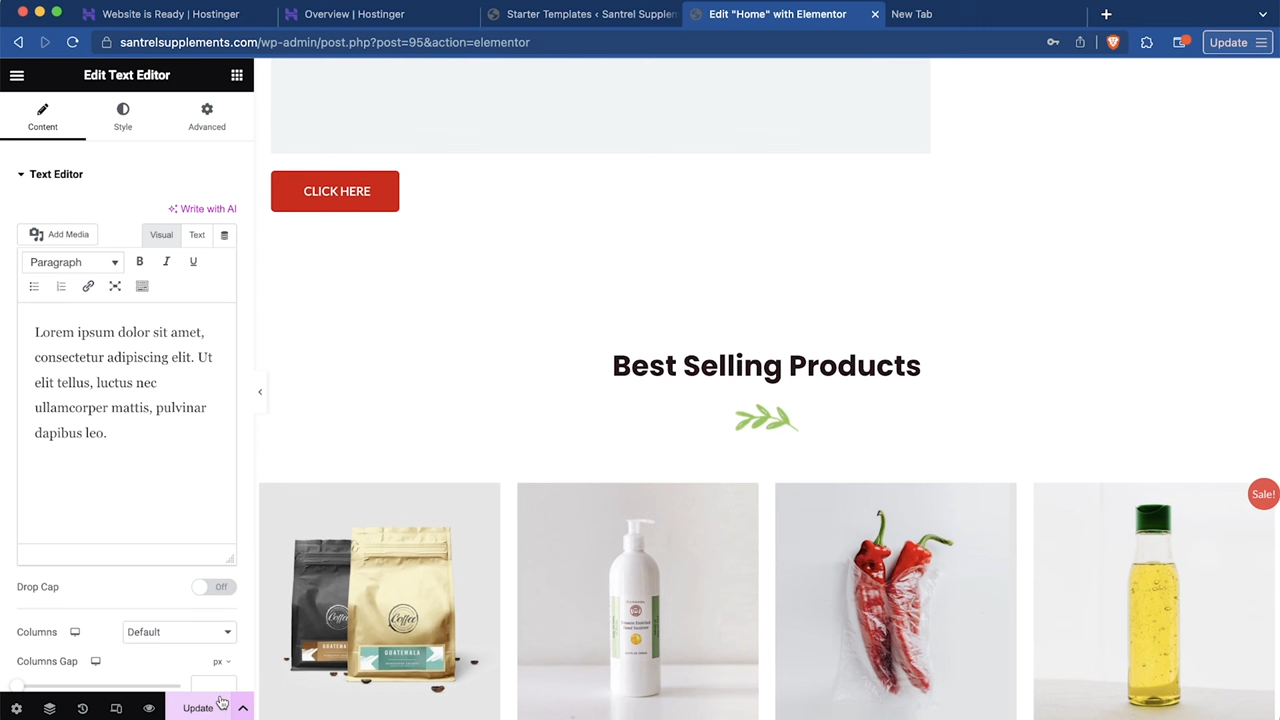 Website is Ready | Hostinger
Overview | Hostinger
Starter Templates ‹ Santrel Supplem
Edit "Home" with Elementor
New Tab
santrelsupplements.com/wp-admin/post.php?post=95&action=elementor
Update
Edit Text Editor
Content
Style
Advanced
Text Editor
Write with AI
Add Media
Visual
Text
Paragraph
B
I
U
Lorem ipsum dolor sit amet,
consectetur adipiscing elit. Ut
elit tellus, luctus nec
ullamcorper mattis, pulvinar
dapibus leo.
Drop Cap
Off
Columns
Default
Columns Gap
px
Update
CLICK HERE
Best Selling Products
Sale!
Coffee
Coffee
GUATEMALA